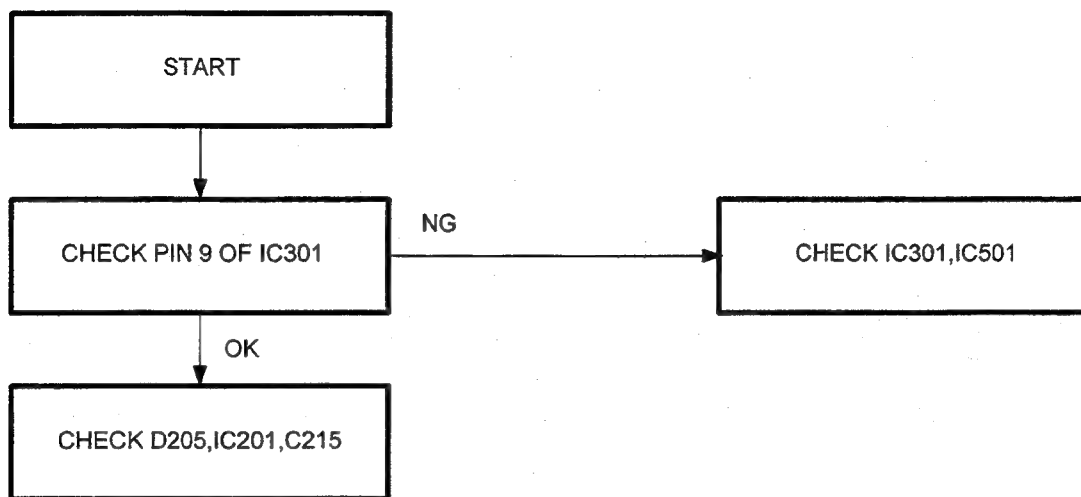 START
CHECK PIN 9 OF IC301
NG
CHECK IC301,IC501
OK
CHECK D205,IC201,C215